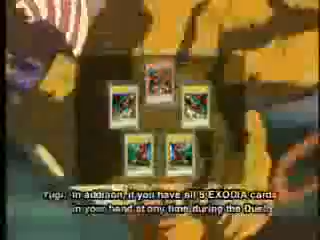 Yugi: In addition, if you have all 5 EXODIA cards
in your hand at any time during the Duel,